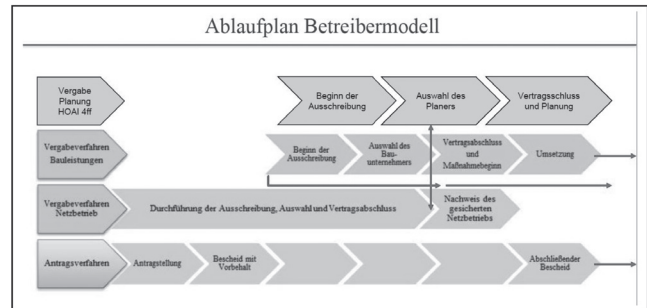 Ablaufplan Betreibermodell
Vergabe
Planung
HOAI 4ff
Beginn der
Ausschreibung
Auswahl des
Planers
Vertragsschluss
und Planung
Vergabeverfahren
Bauleistungen
Beginn der
Ausschreibung
Auswahl des
Bau-
unternehmers
Vertragsabschluss
und
Maßnahmebeginn
Umsetzung
Vergabeverfahren
Netzbetrieb
Durchführung der Ausschreibung, Auswahl und Vertragsabschluss
Nachweis des
gesicherten
Netzbetriebs
Antragsverfahren
Antragstellung
Bescheid mit
Vorbehalt
Abschließender
Bescheid